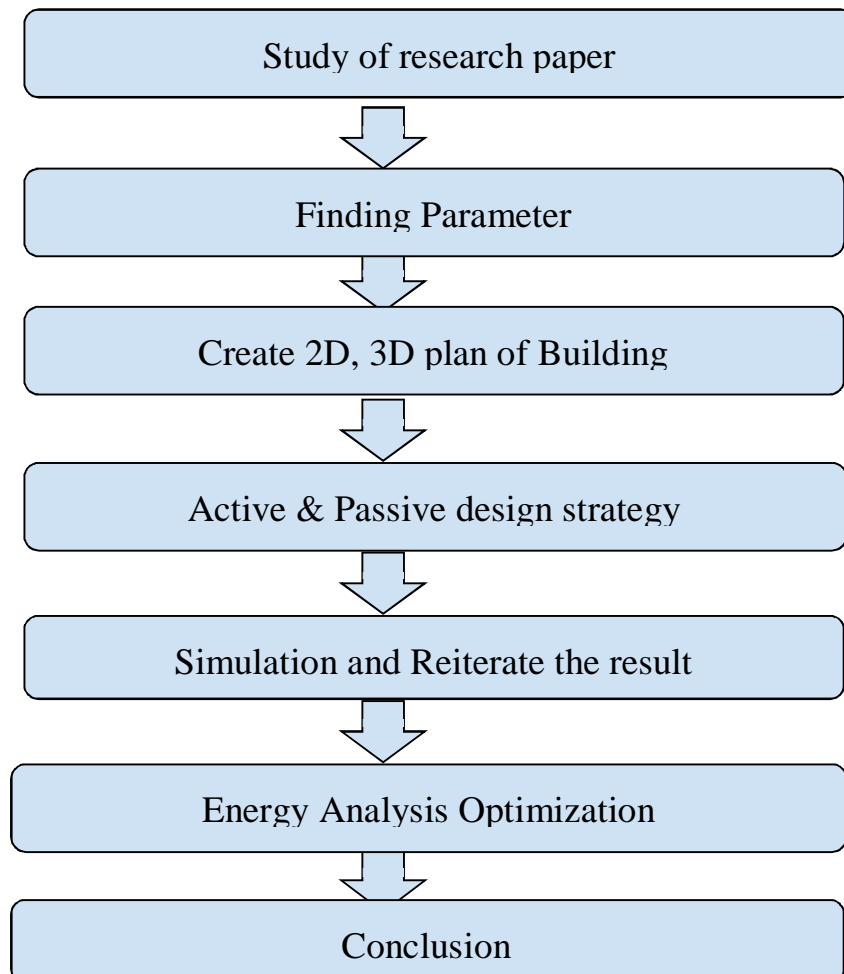 Study of research paper
Finding Parameter
Create 2D, 3D plan of Building
Active & Passive design strategy
Simulation and Reiterate the result
Energy Analysis Optimization
Conclusion